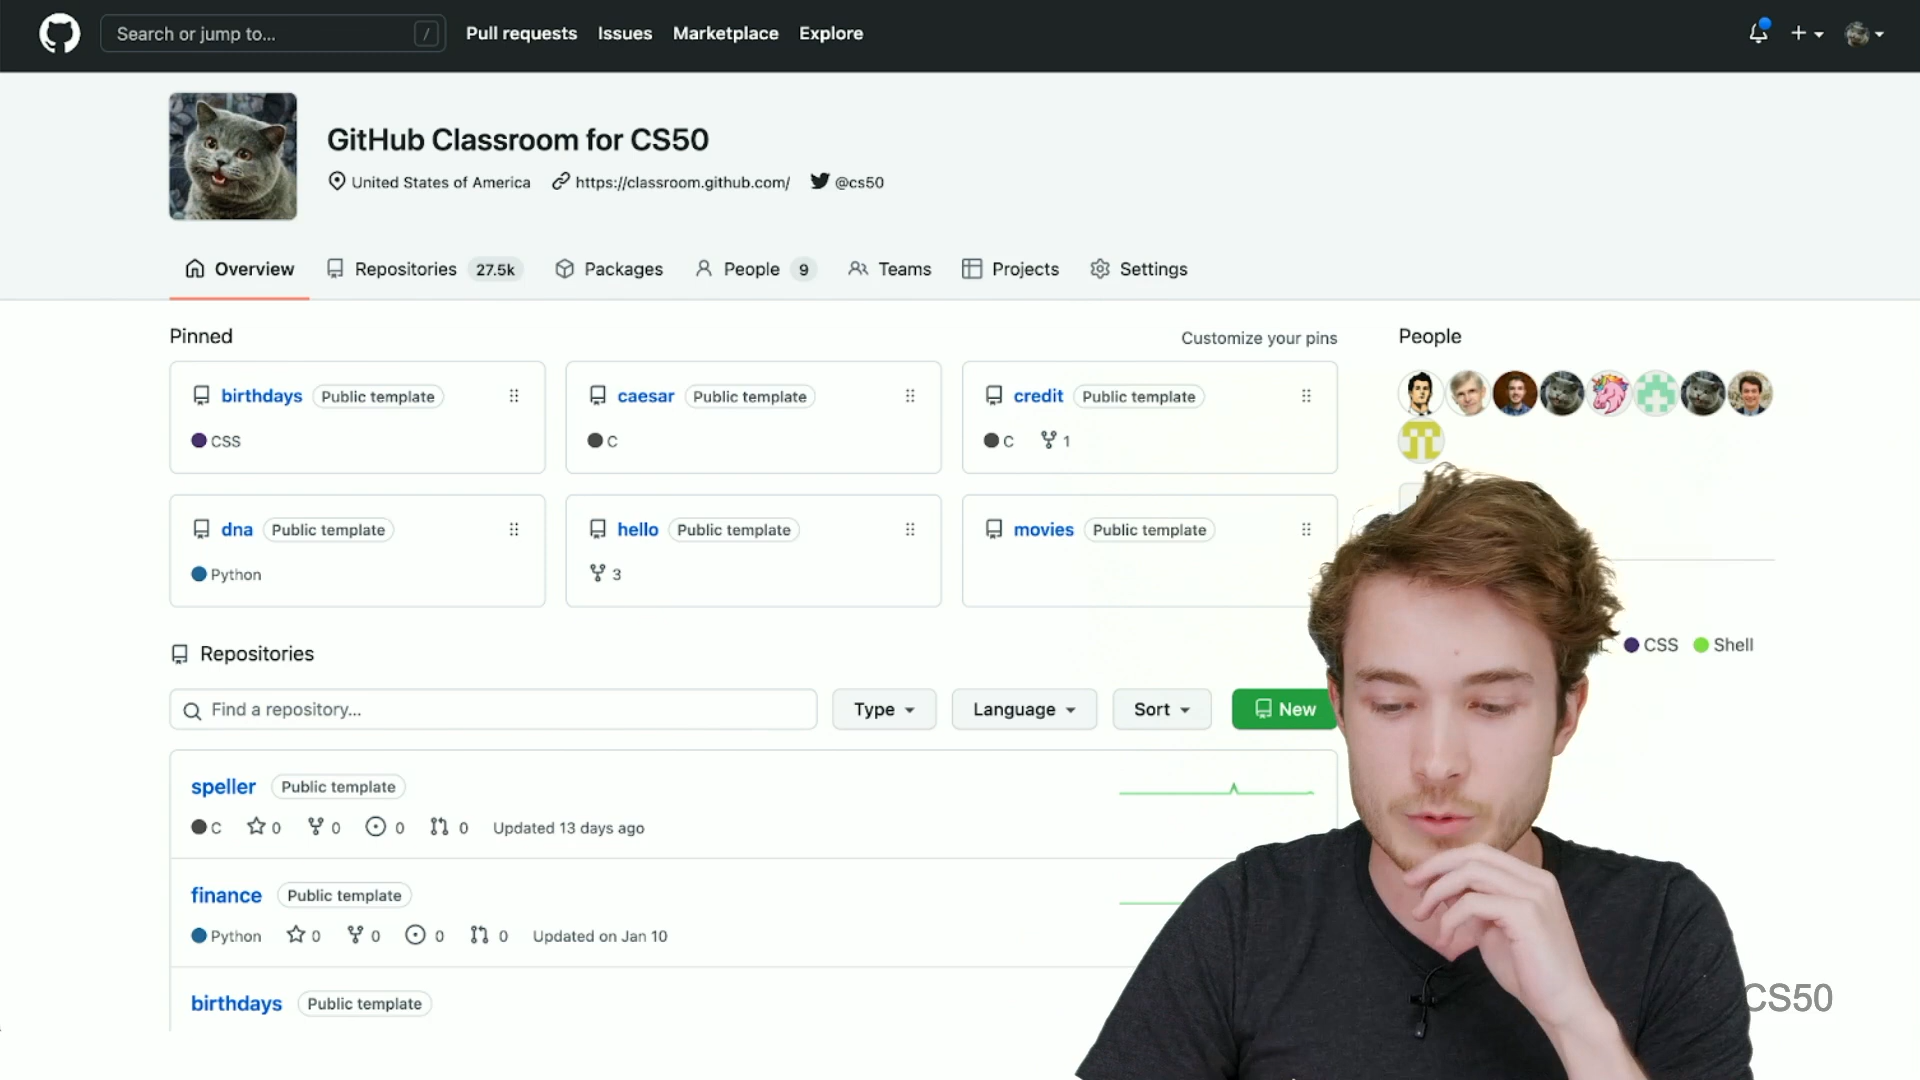 Search or jump to... /
Pull requests Issues Marketplace Explore
GitHub Classroom for CS50
United States of America https://classroom.github.com/ @cs50
Overview Repositories 27.5k Packages People 9 Teams Projects Settings
Pinned
Customize your pins
People
birthdays Public template
CSS
caesar Public template
C
credit Public template
C 1
dna Public template
Python
hello Public template
3
movies Public template
Repositories
CSS Shell
Find a repository... Type Language Sort New
speller Public template
C 0 0 0 0 Updated 13 days ago
finance Public template
Python 0 0 0 0 Updated on Jan 10
birthdays Public template
CS50